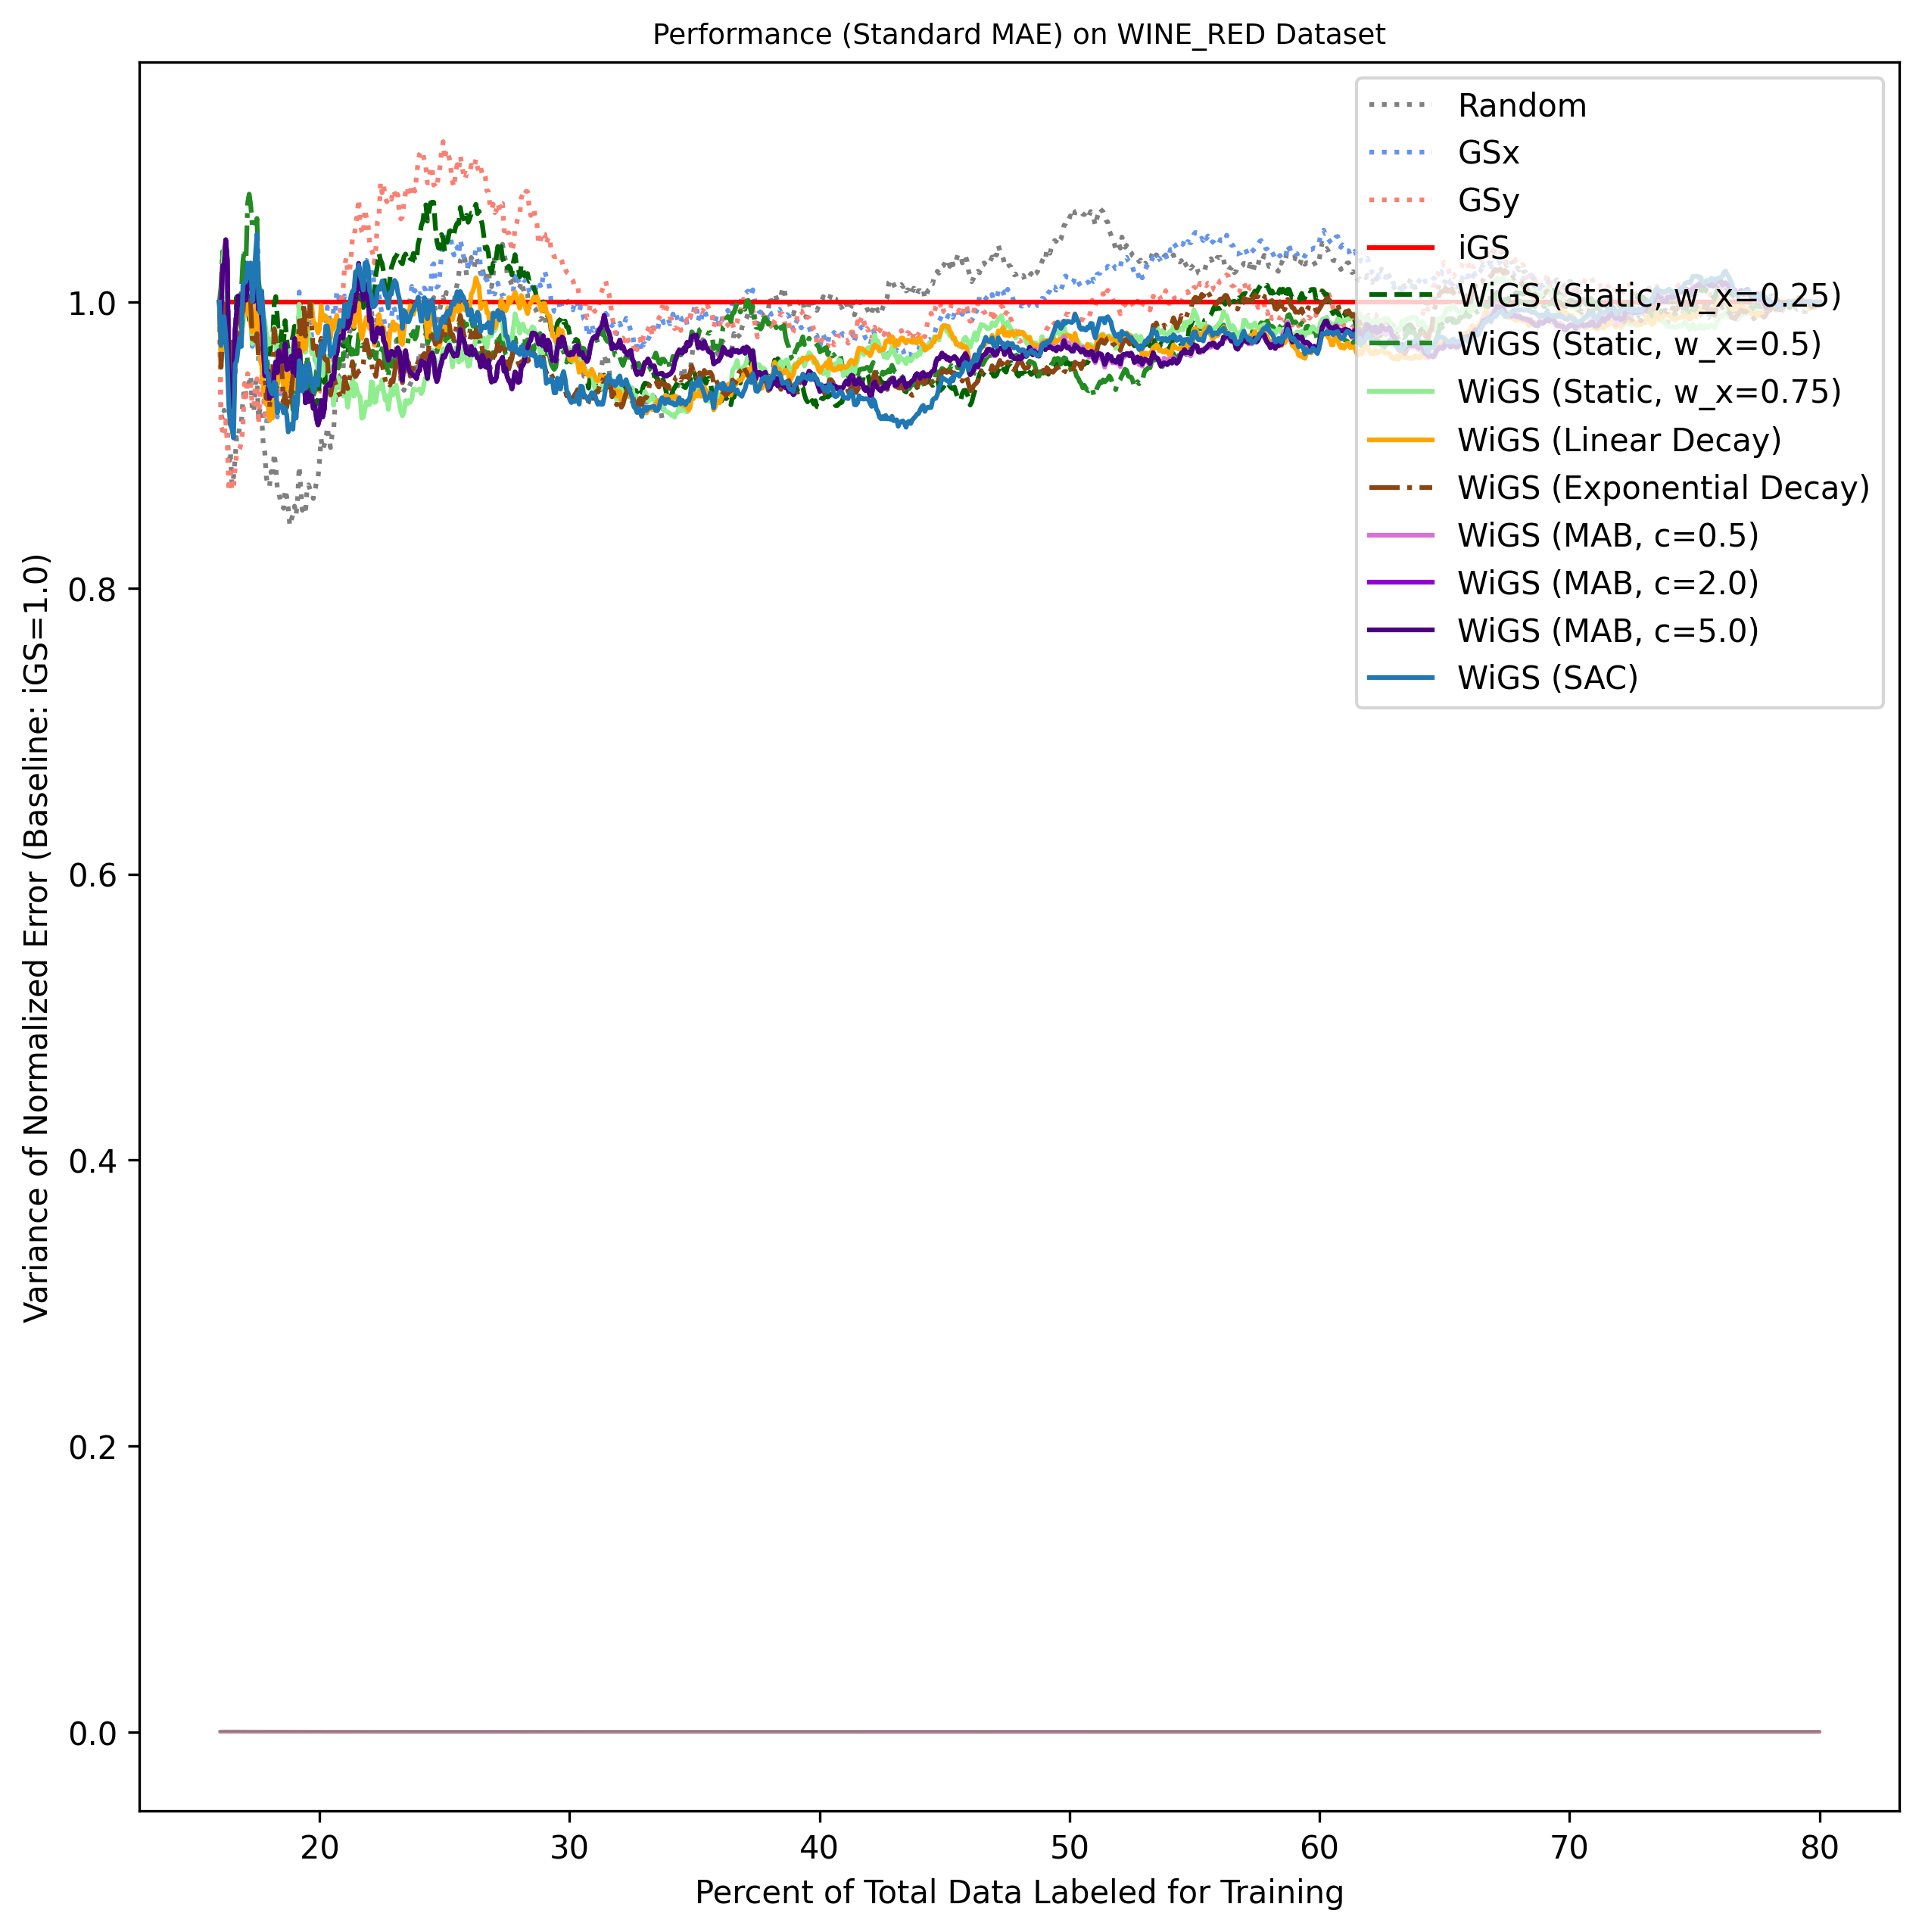 Performance (Standard MAE) on WINE_RED Dataset
Variance of Normalized Error (Baseline: iGS=1.0)
1.0
0.8
0.6
0.4
0.2
0.0
Random
GSx
GSy
iGS
WiGS (Static, w_x=0.25)
WiGS (Static, w_x=0.5)
WiGS (Static, w_x=0.75)
WiGS (Linear Decay)
WiGS (Exponential Decay)
WiGS (MAB, c=0.5)
WiGS (MAB, c=2.0)
WiGS (MAB, c=5.0)
WiGS (SAC)
20 30 40 50 60 70 80
Percent of Total Data Labeled for Training